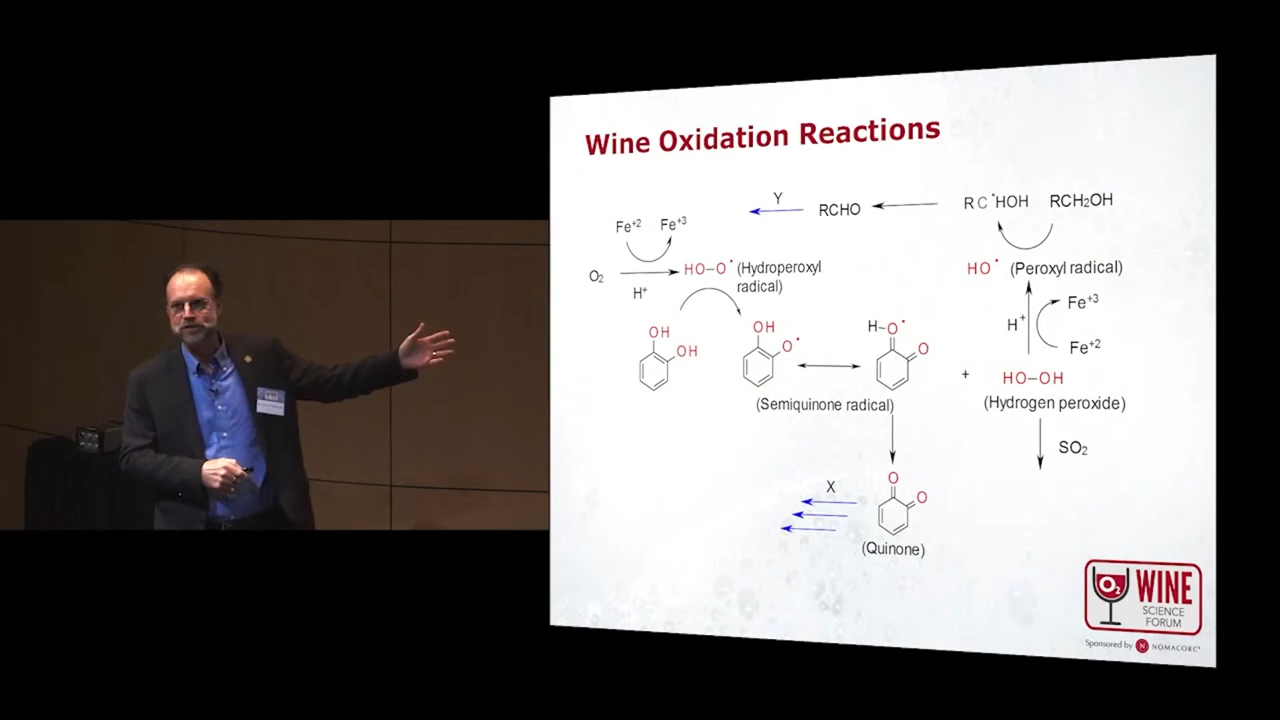 Wine Oxidation Reactions
Y
RCHO
RC•HOH
RCH₂OH
Fe⁺²
Fe⁺³
O₂
H⁺
HO–O•
(Hydroperoxyl
radical)
HO•
(Peroxyl radical)
H⁺
Fe⁺³
Fe⁺²
OH
OH
OH
O•
H–O•
O
(Semiquinone radical)
+
HO–OH
(Hydrogen peroxide)
SO₂
X
O
O
(Quinone)
O₂
WINE
SCIENCE
FORUM
Sponsored by N NOMACORC